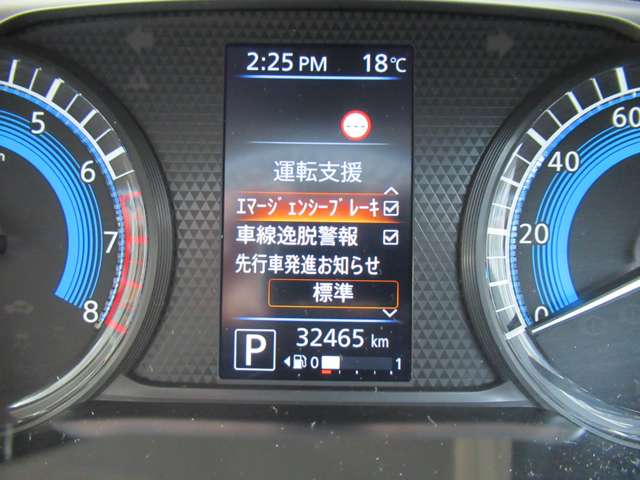 2:25 PM 18℃
運転支援
ｴﾏｰｼﾞｪﾝｼｰﾌﾞﾚｰｷ
車線逸脱警報
先行車発進お知らせ
標準
P 32465 km
0 1
5
6
7
8
60
40
20
0